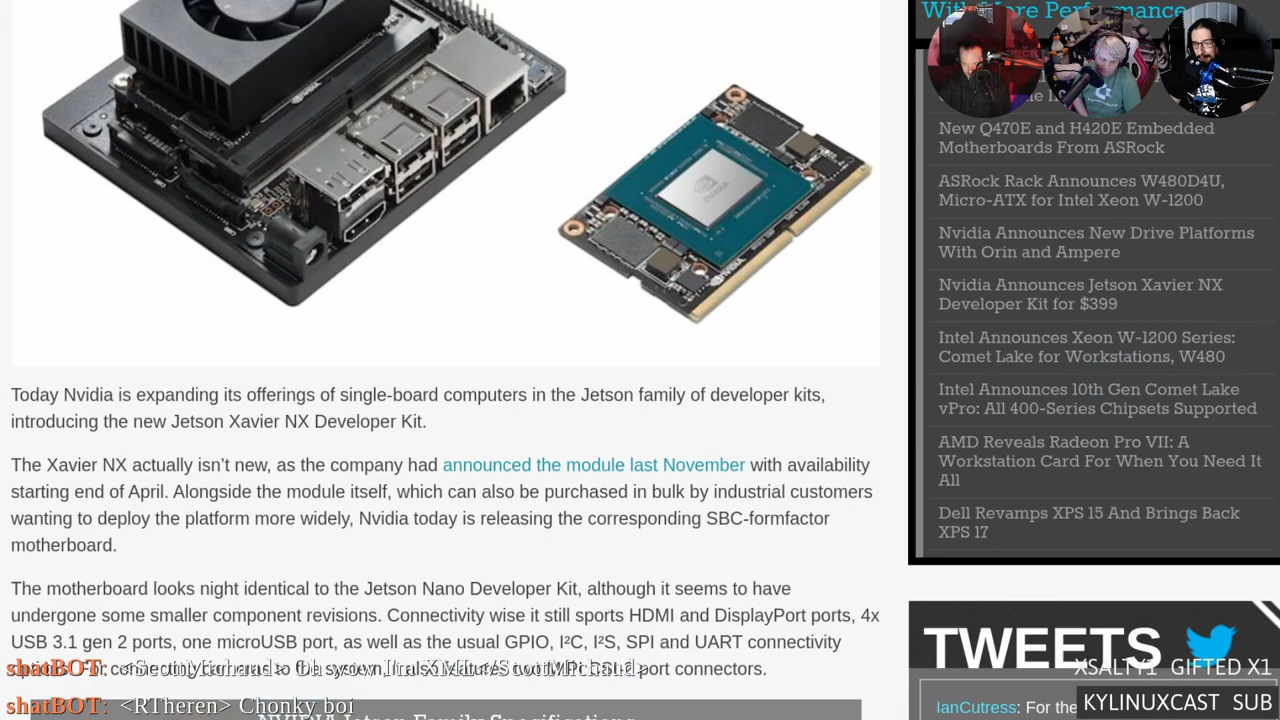 With More Performance
New Q470E and H420E Embedded
Motherboards From ASRock
ASRock Rack Announces W480D4U,
Micro-ATX for Intel Xeon W-1200
Nvidia Announces New Drive Platforms
With Orin and Ampere
Nvidia Announces Jetson Xavier NX
Developer Kit for $399
Intel Announces Xeon W-1200 Series:
Comet Lake for Workstations, W480
Intel Announces 10th Gen Comet Lake
vPro: All 400-Series Chipsets Supported
AMD Reveals Radeon Pro VII: A
Workstation Card For When You Need It
All
Dell Revamps XPS 15 And Brings Back
XPS 17
Today Nvidia is expanding its offerings of single-board computers in the Jetson family of developer kits,
introducing the new Jetson Xavier NX Developer Kit.
The Xavier NX actually isn’t new, as the company had announced the module last November with availability
starting end of April. Alongside the module itself, which can also be purchased in bulk by industrial customers
wanting to deploy the platform more widely, Nvidia today is releasing the corresponding SBC-formfactor
motherboard.
The motherboard looks night identical to the Jetson Nano Developer Kit, although it seems to have
undergone some smaller component revisions. Connectivity wise it still sports HDMI and DisplayPort ports, 4x
USB 3.1 gen 2 ports, one microUSB port, as well as the usual GPIO, I²C, I²S, SPI and UART connectivity
port connectors.
shatBOT:
shatBOT: <RTheren> Chonky boi
NVIDIA Jetson Family Specifications
TWEETS
XSALTY1 GIFTED X1
KYLINUXCAST SUB
IanCutress: For the